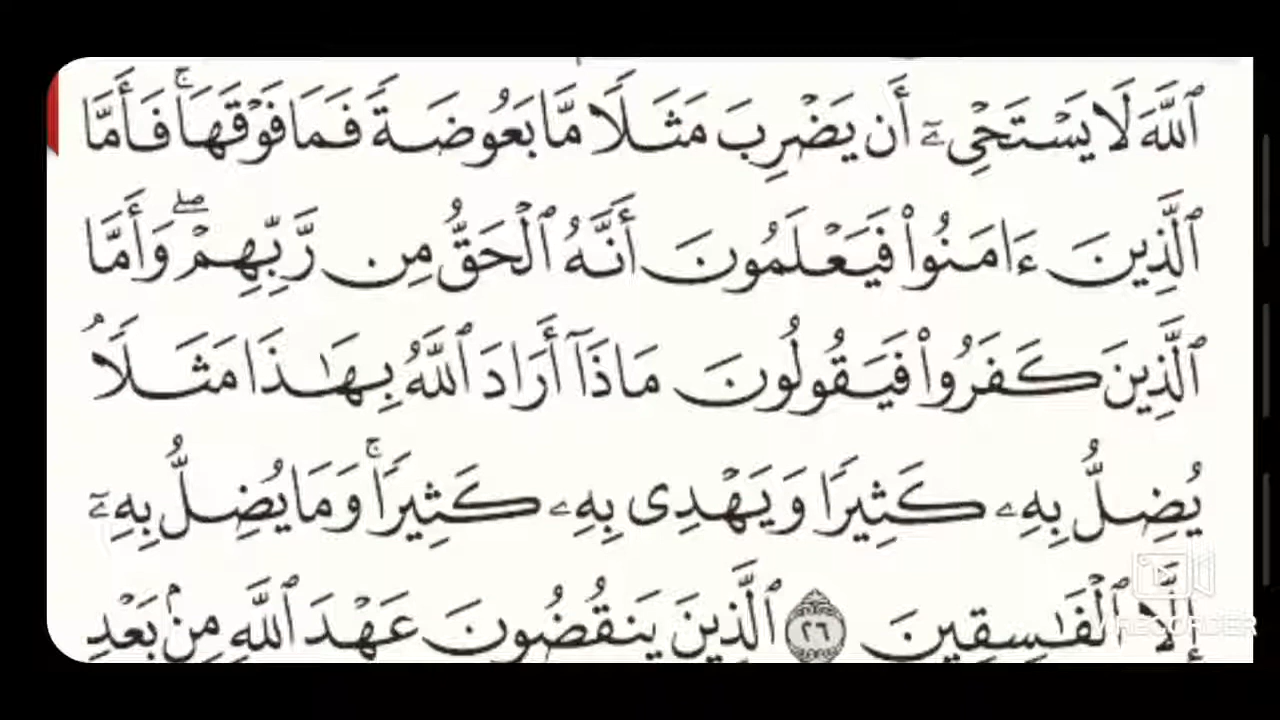 ٱللَّهَ لَا يَسْتَحْىِۦٓ أَن يَضْرِبَ مَثَلًا مَّا بَعُوضَةً فَمَا فَوْقَهَا ۚ فَأَمَّا
ٱلَّذِينَ ءَامَنُوا۟ فَيَعْلَمُونَ أَنَّهُ ٱلْحَقُّ مِن رَّبِّهِمْ ۖ وَأَمَّا
ٱلَّذِينَ كَفَرُوا۟ فَيَقُولُونَ مَاذَآ أَرَادَ ٱللَّهُ بِهَٰذَا مَثَلًا ۘ
يُضِلُّ بِهِۦ كَثِيرًا وَيَهْدِى بِهِۦ كَثِيرًا ۚ وَمَا يُضِلُّ بِهِۦٓ
إِلَّا ٱلْفَٰسِقِينَ ٢٦ ٱلَّذِينَ يَنقُضُونَ عَهْدَ ٱللَّهِ مِنۢ بَعْدِ
V RECORDER